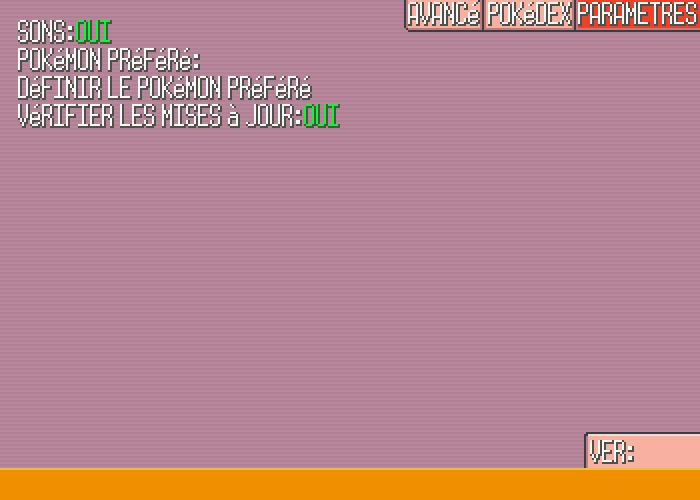 AVANCé POKéDEX PARAMETRES
SONS:OUI
POKéMON PRéFéRé:
DéFINIR LE POKéMON PRéFéRé
VéRIFIER LES MISES à JOUR:OUI
VER: